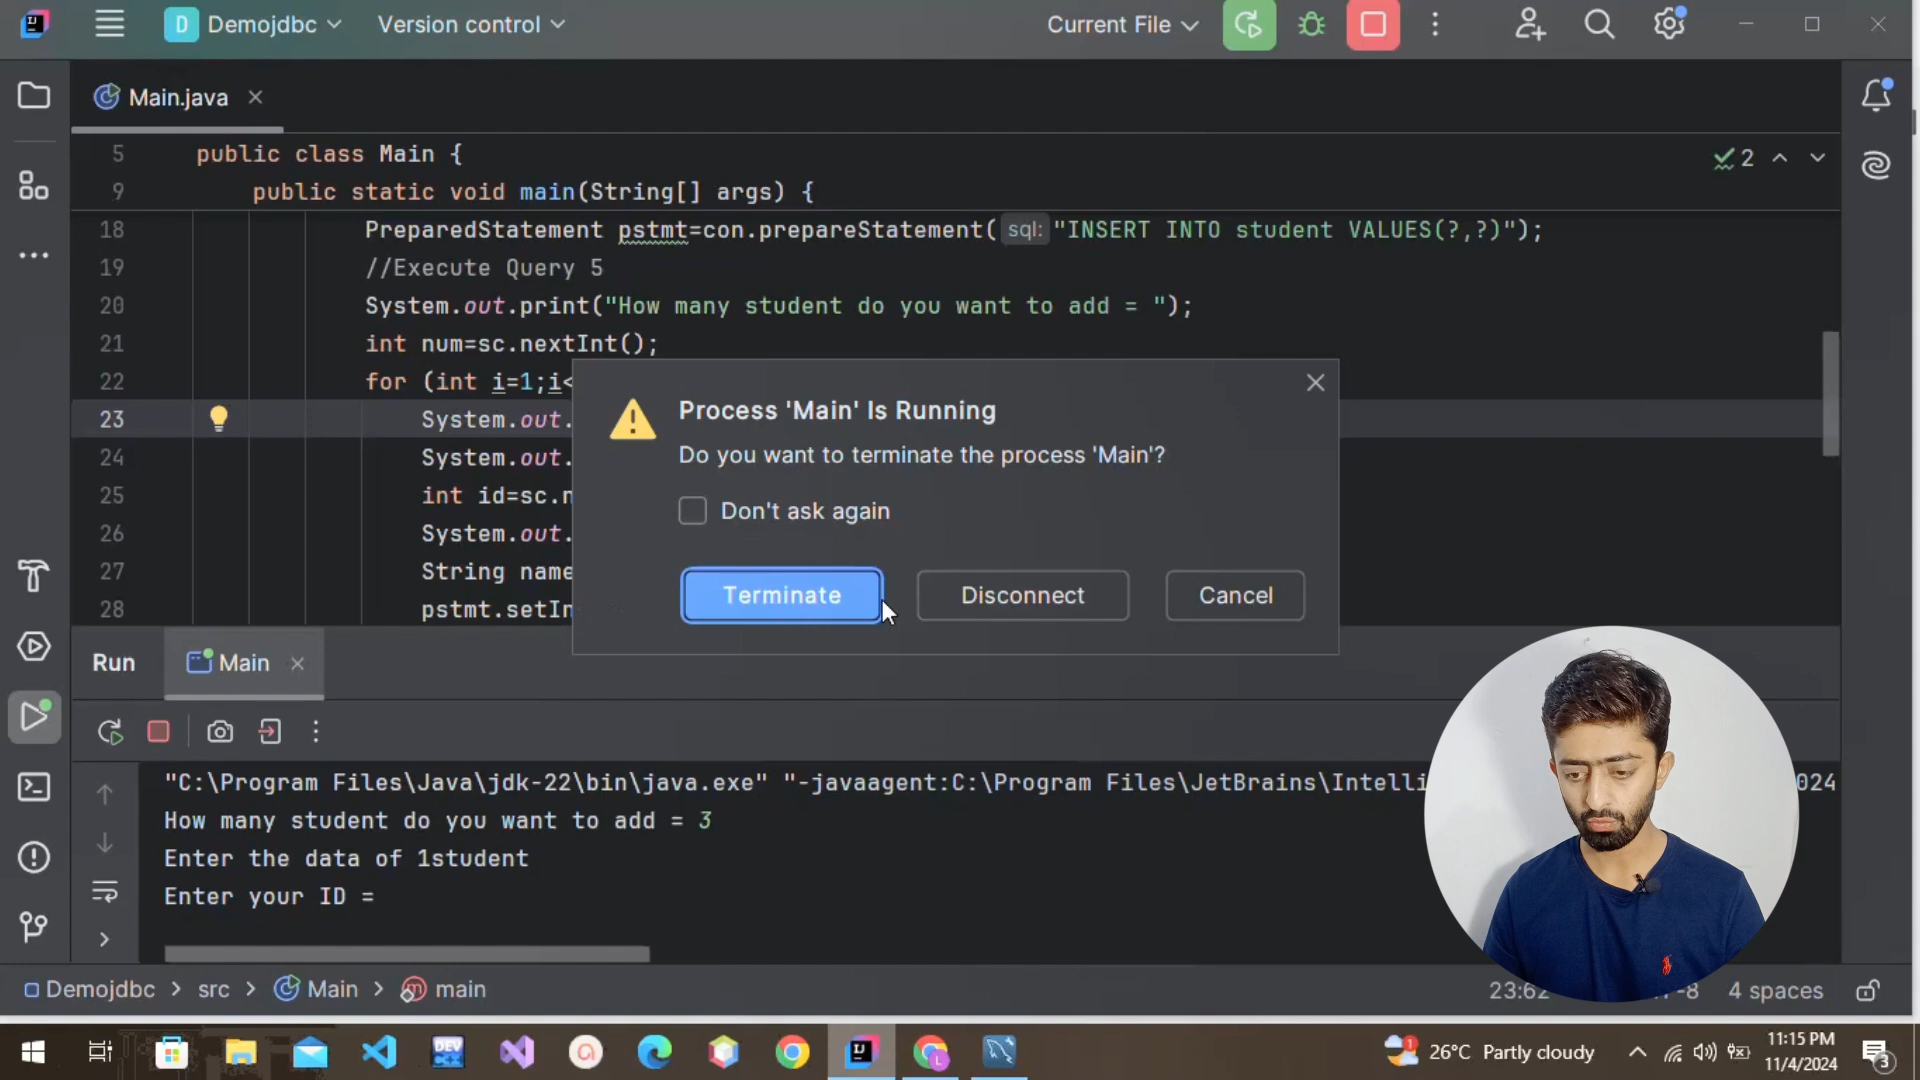 D Demojdbc Version control Current File
Main.java
5 public class Main {
9 public static void main(String[] args) {
18 PreparedStatement pstmt=con.prepareStatement( sql: "INSERT INTO student VALUES(?,?)");
19 //Execute Query 5
20 System.out.print("How many student do you want to add = ");
21 int num=sc.nextInt();
22 for (int i=1;i<
23 System.out.
24 System.out.
25 int id=sc.n
26 System.out.
27 String name
28 pstmt.setIn
2
Process 'Main' Is Running
Do you want to terminate the process 'Main'?
Don't ask again
Terminate Disconnect Cancel
Run Main
"C:\Program Files\Java\jdk-22\bin\java.exe" "-javaagent:C:\Program Files\JetBrains\Intelli 024
How many student do you want to add = 3
Enter the data of 1student
Enter your ID =
Demojdbc > src > Main > main
23:62 -8 4 spaces
26°C Partly cloudy
11:15 PM
11/4/2024
3